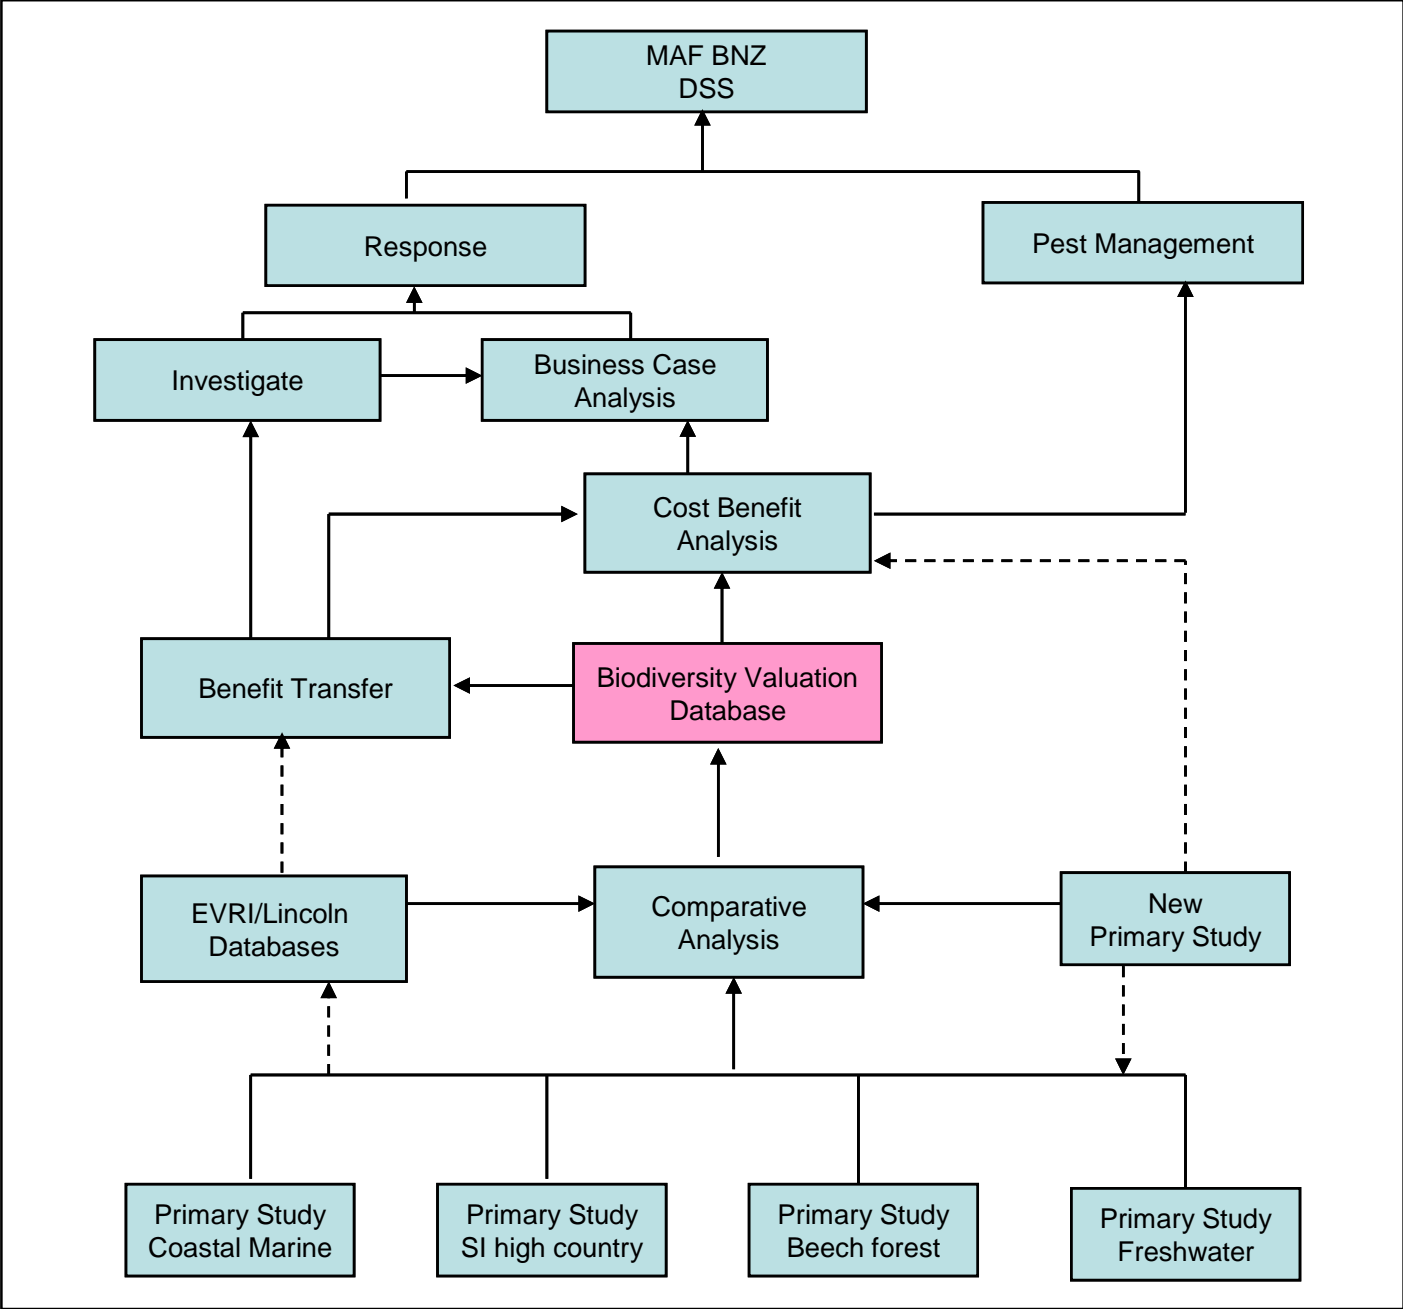 MAF BNZ
DSS
Response
Pest Management
Investigate
Business Case
Analysis
Cost Benefit
Analysis
Benefit Transfer
Biodiversity Valuation
Database
EVRI/Lincoln
Databases
Comparative
Analysis
New
Primary Study
Primary Study
Coastal Marine
Primary Study
SI high country
Primary Study
Beech forest
Primary Study
Freshwater